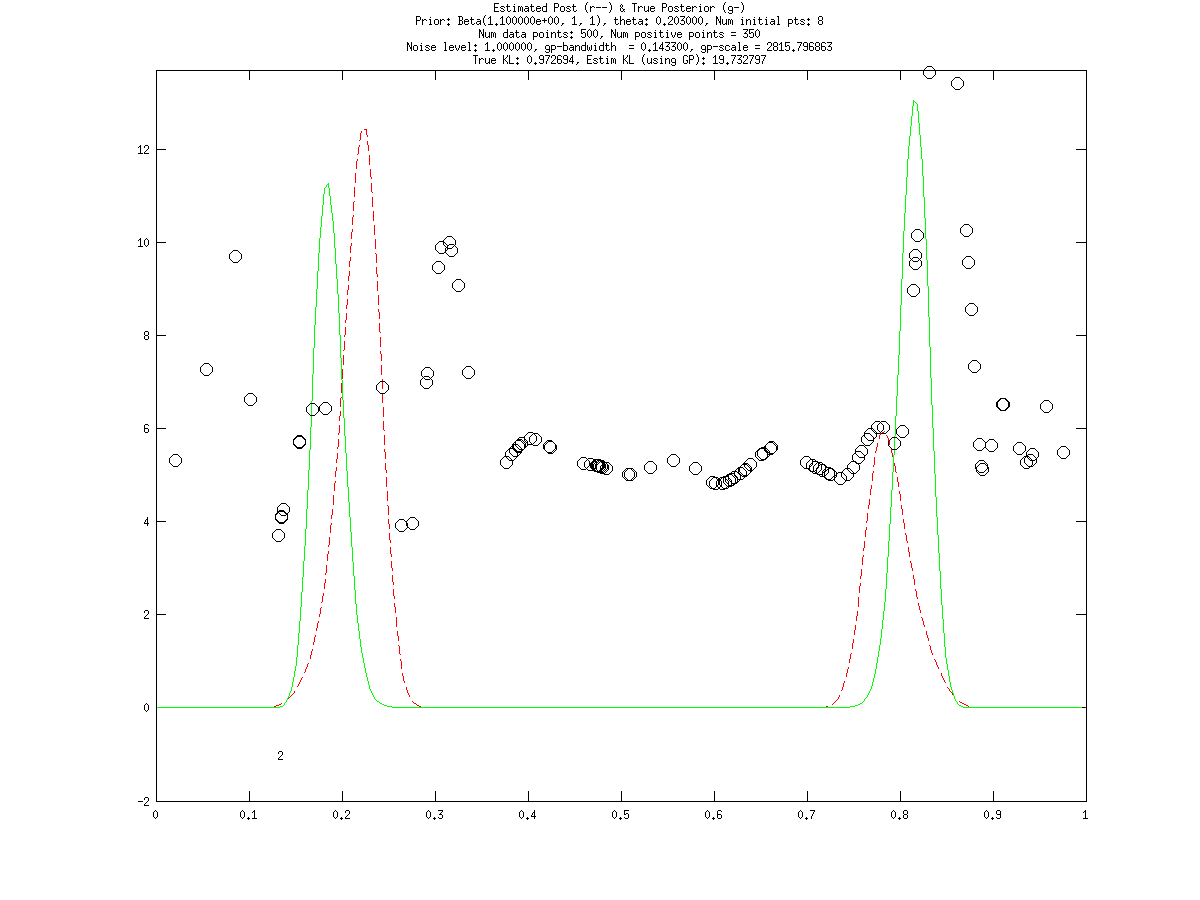 Estimated Post (r--) & True Posterior (g-)
Prior: Beta(1.100000e+00, 1, 1), theta: 0.203000, Num initial pts: 8
Num data points: 500, Num positive points = 350
Noise level: 1.000000, gp-bandwidth  = 0.143300, gp-scale = 2815.796863
True KL: 0.972694, Estim KL (using GP): 19.732797
12
10
8
6
4
2
0
2
-2
0 0.1 0.2 0.3 0.4 0.5 0.6 0.7 0.8 0.9 1